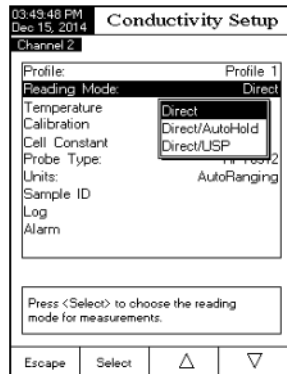 03:49:48 PM
Dec 15, 2014
Conductivity Setup
Channel 2
Profile: Profile 1
Reading Mode: Direct
Temperature
Direct
Calibration
Direct/AutoHold
Cell Constant
Direct/USP
Probe Type:
Units: AutoRanging
Sample ID
Log
Alarm
Press <Select> to choose the reading
mode for measurements.
Escape Select △ ▽